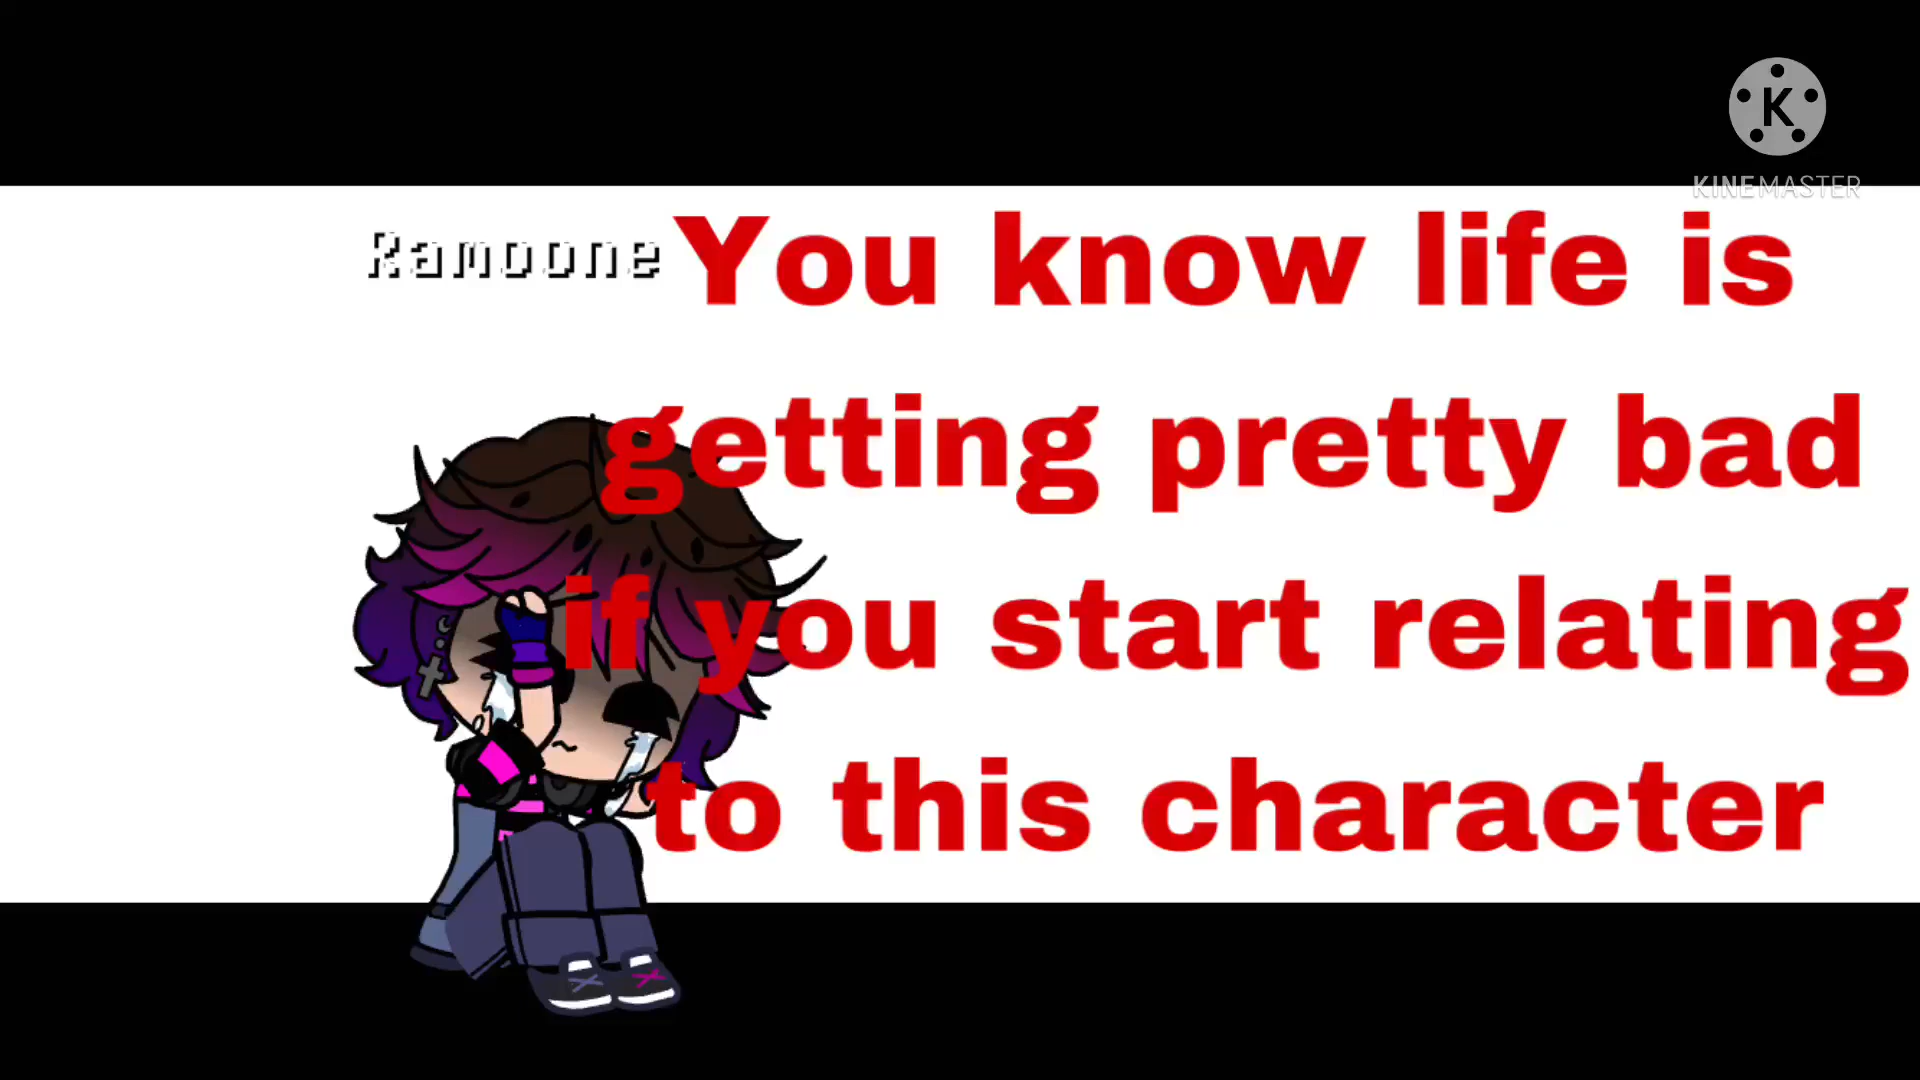 K
KINEMASTER
Ramoone
You know life is
getting pretty bad
if you start relating
to this character